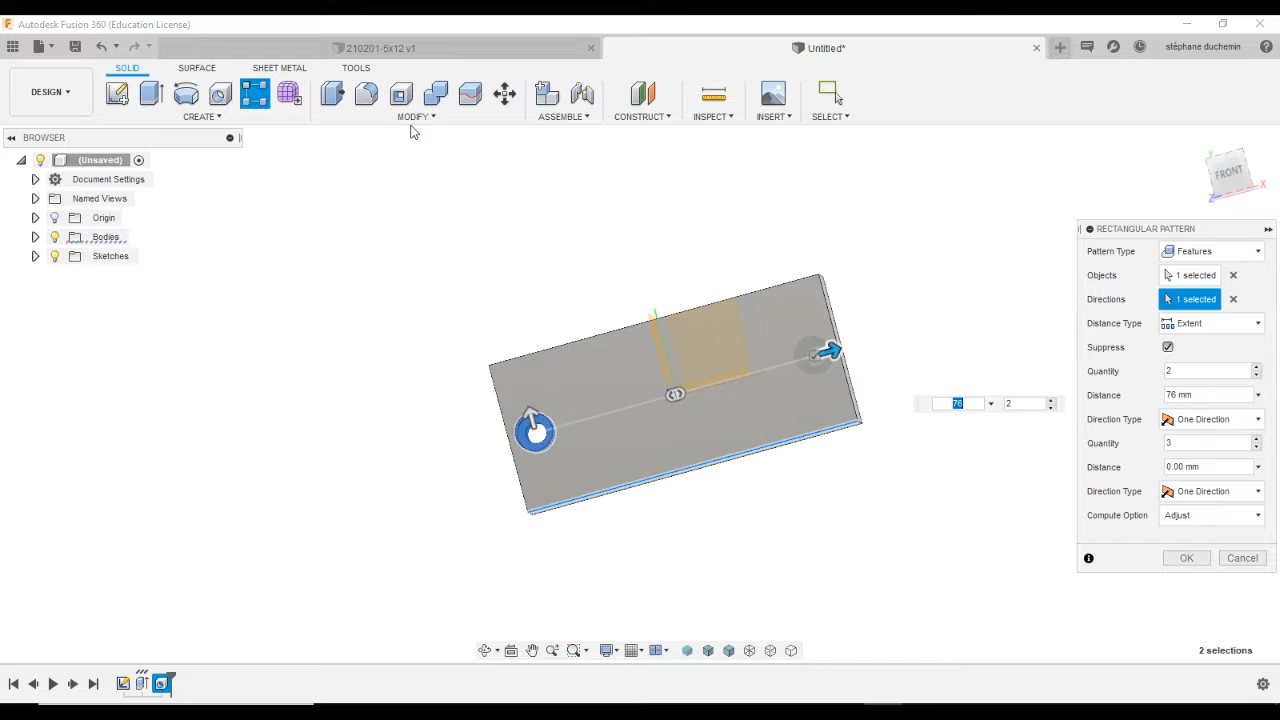 Autodesk Fusion 360 (Education License)
210201-5x12 v1
Untitled*
stéphane duchemin
DESIGN
SOLID
SURFACE
SHEET METAL
TOOLS
CREATE
MODIFY
ASSEMBLE
CONSTRUCT
INSPECT
INSERT
SELECT
BROWSER
(Unsaved)
Document Settings
Named Views
Origin
Bodies
Sketches
FRONT
Y
X
Z
76
2
RECTANGULAR PATTERN
Pattern Type Features
Objects 1 selected
Directions 1 selected
Distance Type Extent
Suppress
Quantity 2
Distance 76 mm
Direction Type One Direction
Quantity 3
Distance 0.00 mm
Direction Type One Direction
Compute Option Adjust
OK Cancel
2 selections